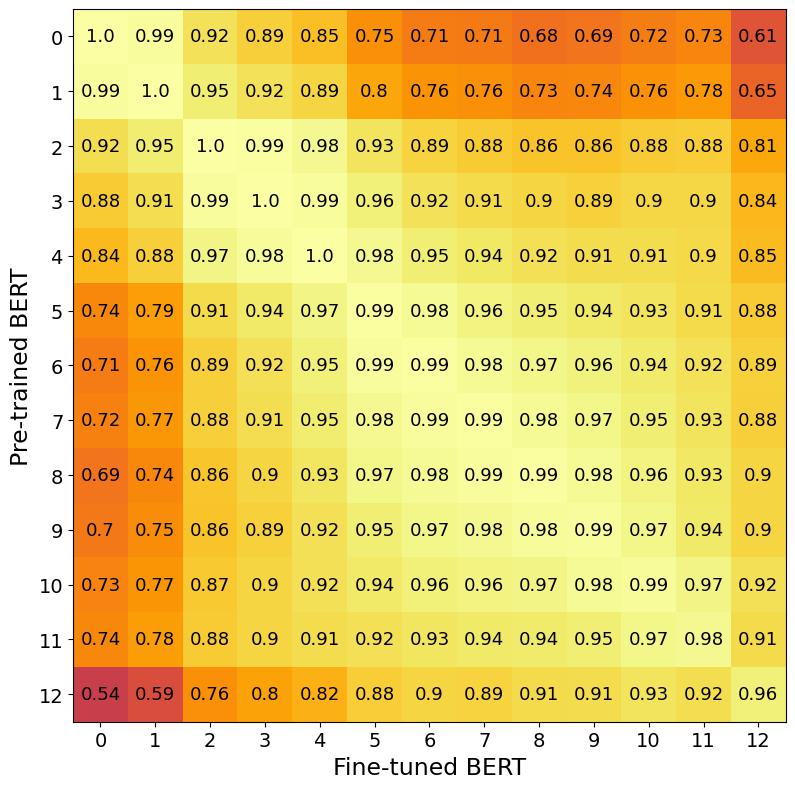 0 1.0 0.99 0.92 0.89 0.85 0.75 0.71 0.71 0.68 0.69 0.72 0.73 0.61
1 0.99 1.0 0.95 0.92 0.89 0.8 0.76 0.76 0.73 0.74 0.76 0.78 0.65
2 0.92 0.95 1.0 0.99 0.98 0.93 0.89 0.88 0.86 0.86 0.88 0.88 0.81
3 0.88 0.91 0.99 1.0 0.99 0.96 0.92 0.91 0.9 0.89 0.9 0.9 0.84
4 0.84 0.88 0.97 0.98 1.0 0.98 0.95 0.94 0.92 0.91 0.91 0.9 0.85
5 0.74 0.79 0.91 0.94 0.97 0.99 0.98 0.96 0.95 0.94 0.93 0.91 0.88
6 0.71 0.76 0.89 0.92 0.95 0.99 0.99 0.98 0.97 0.96 0.94 0.92 0.89
7 0.72 0.77 0.88 0.91 0.95 0.98 0.99 0.99 0.98 0.97 0.95 0.93 0.88
8 0.69 0.74 0.86 0.9 0.93 0.97 0.98 0.99 0.99 0.98 0.96 0.93 0.9
9 0.7 0.75 0.86 0.89 0.92 0.95 0.97 0.98 0.98 0.99 0.97 0.94 0.9
10 0.73 0.77 0.87 0.9 0.92 0.94 0.96 0.96 0.97 0.98 0.99 0.97 0.92
11 0.74 0.78 0.88 0.9 0.91 0.92 0.93 0.94 0.94 0.95 0.97 0.98 0.91
12 0.54 0.59 0.76 0.8 0.82 0.88 0.9 0.89 0.91 0.91 0.93 0.92 0.96
0 1 2 3 4 5 6 7 8 9 10 11 12
Fine-tuned BERT
Pre-trained BERT